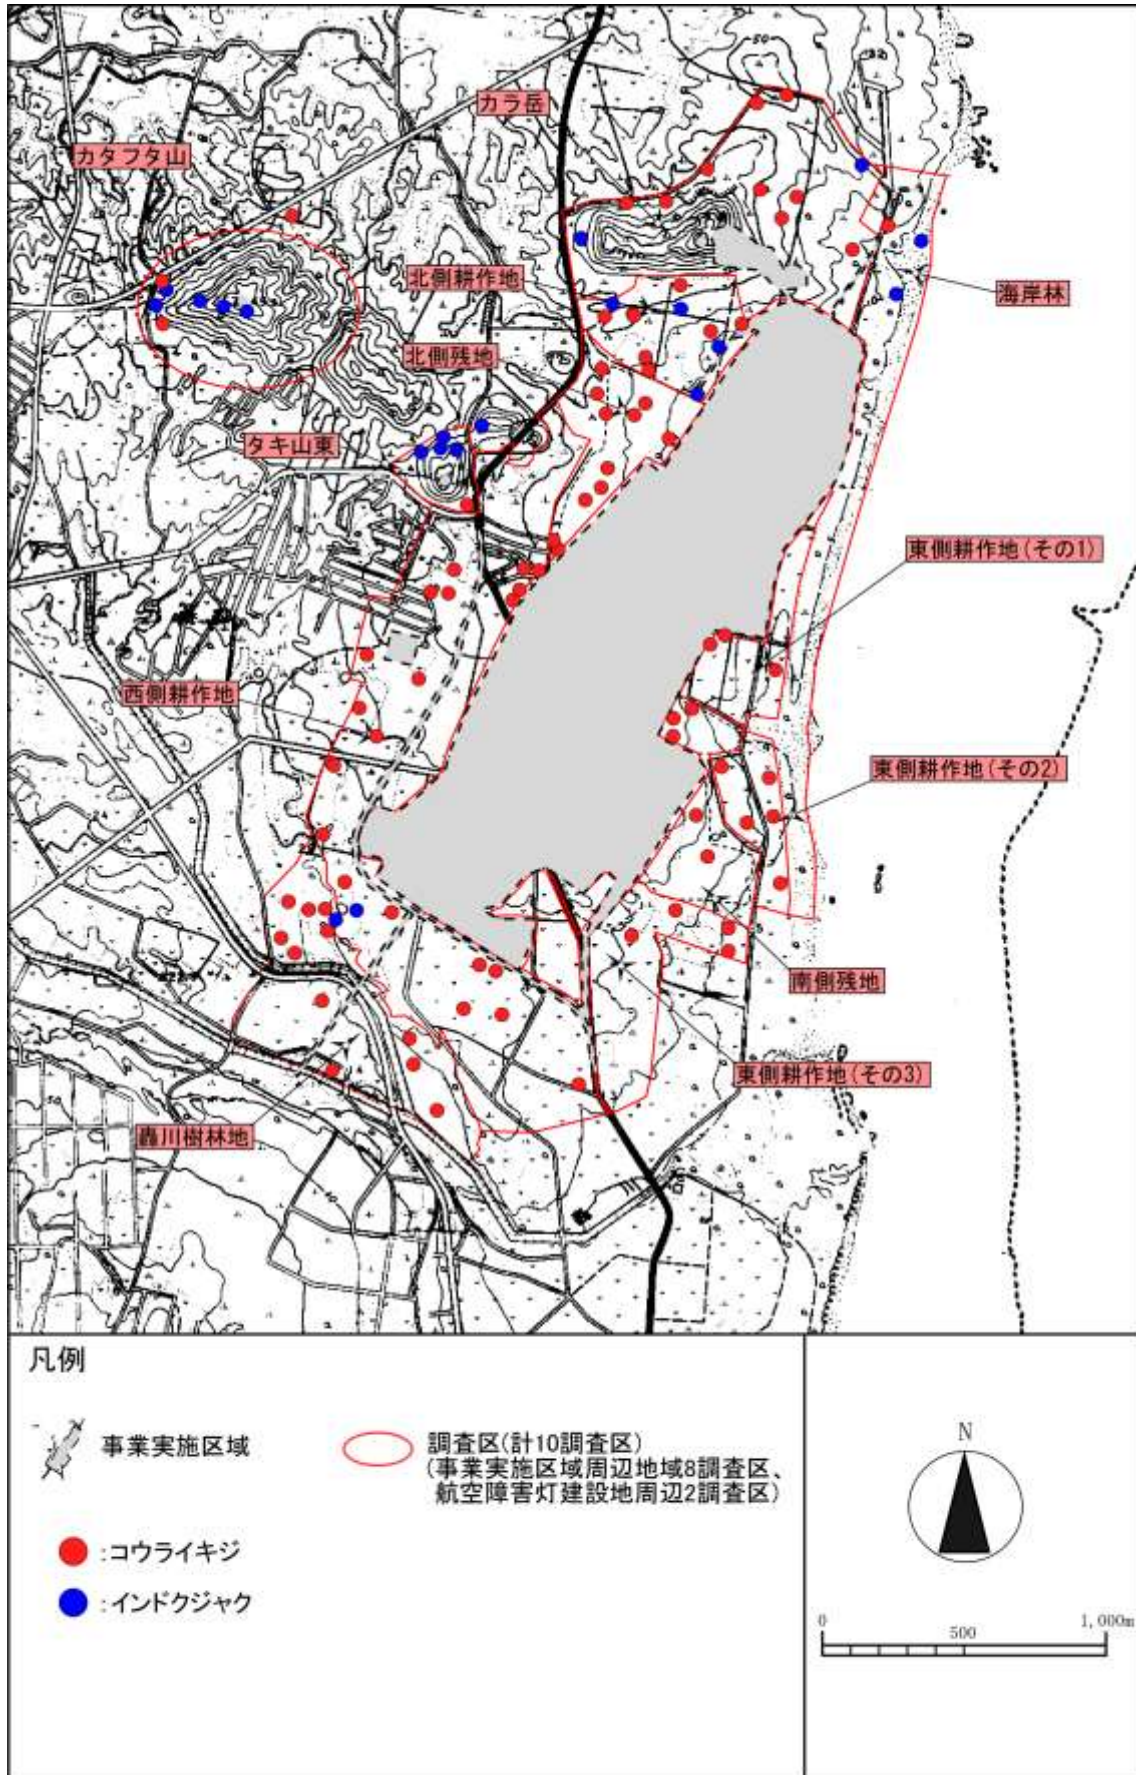 カラ岳
カタフタ山
北側耕作地
海岸林
北側残地
タキ山東
東側耕作地(その1)
西側耕作地
東側耕作地(その2)
南側残地
東側耕作地(その3)
轟川樹林地
凡例
事業実施区域
調査区(計10調査区)
(事業実施区域周辺地域8調査区、
航空障害灯建設地周辺2調査区)
:コウライキジ
:インドクジャク
N
0 500 1,000m